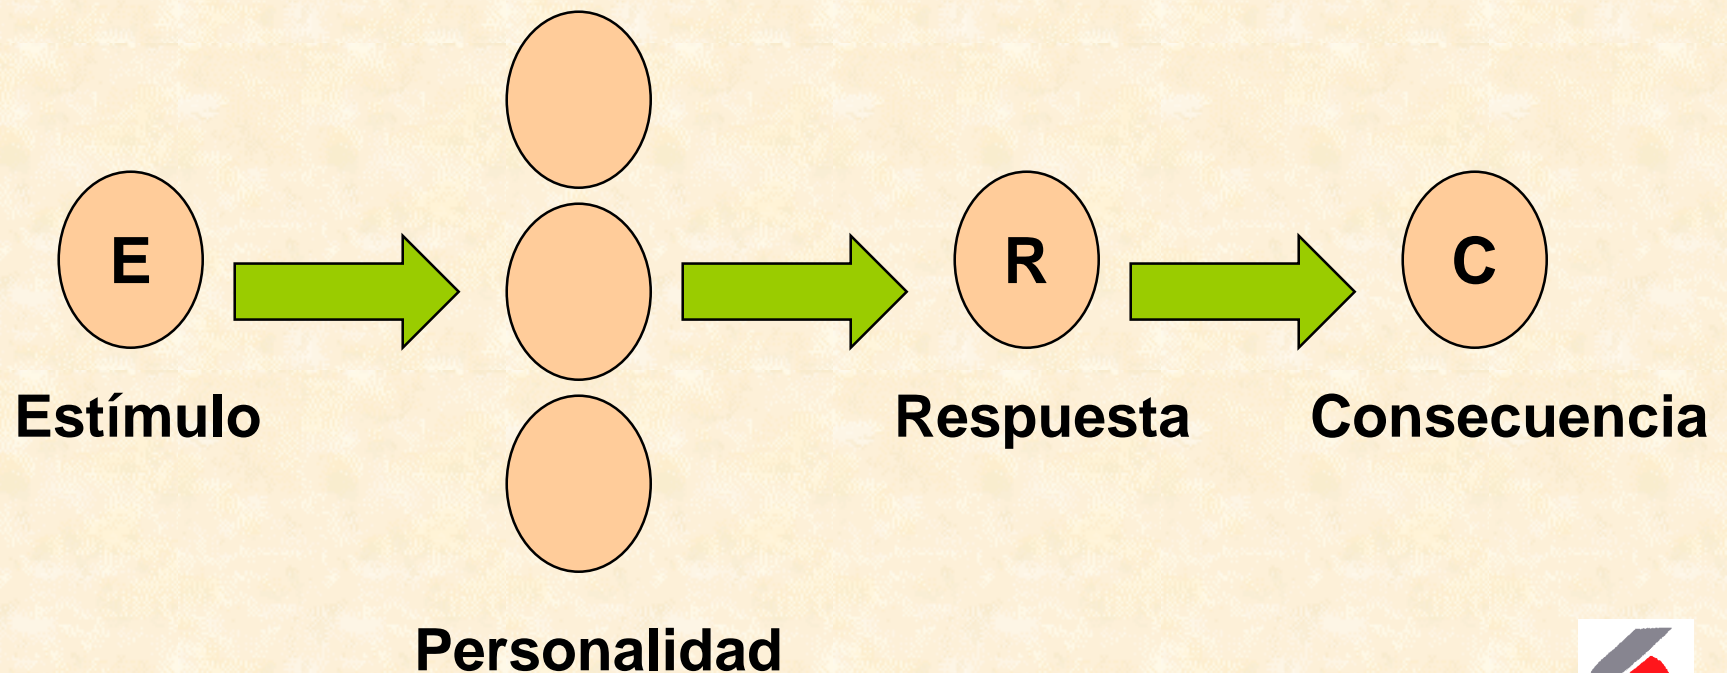 E
R
C
Estímulo
Respuesta
Consecuencia
Personalidad